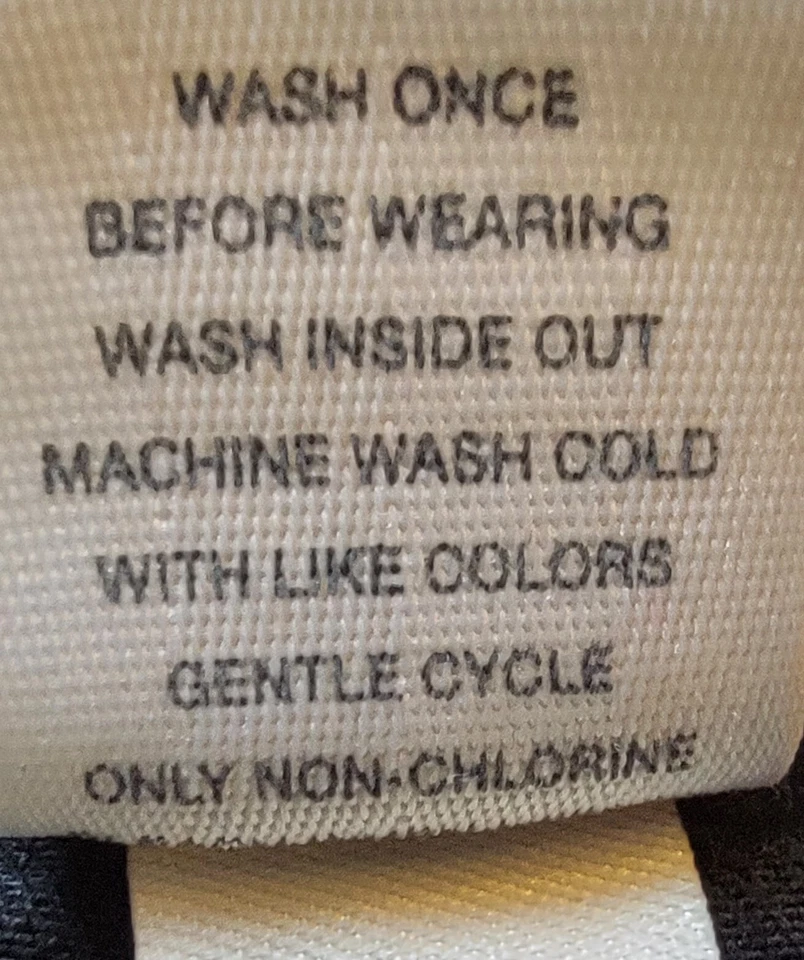 WASH ONCE
BEFORE WEARING
WASH INSIDE OUT
MACHINE WASH COLD
WITH LIKE COLORS
GENTLE CYCLE
ONLY NON-CHLORINE